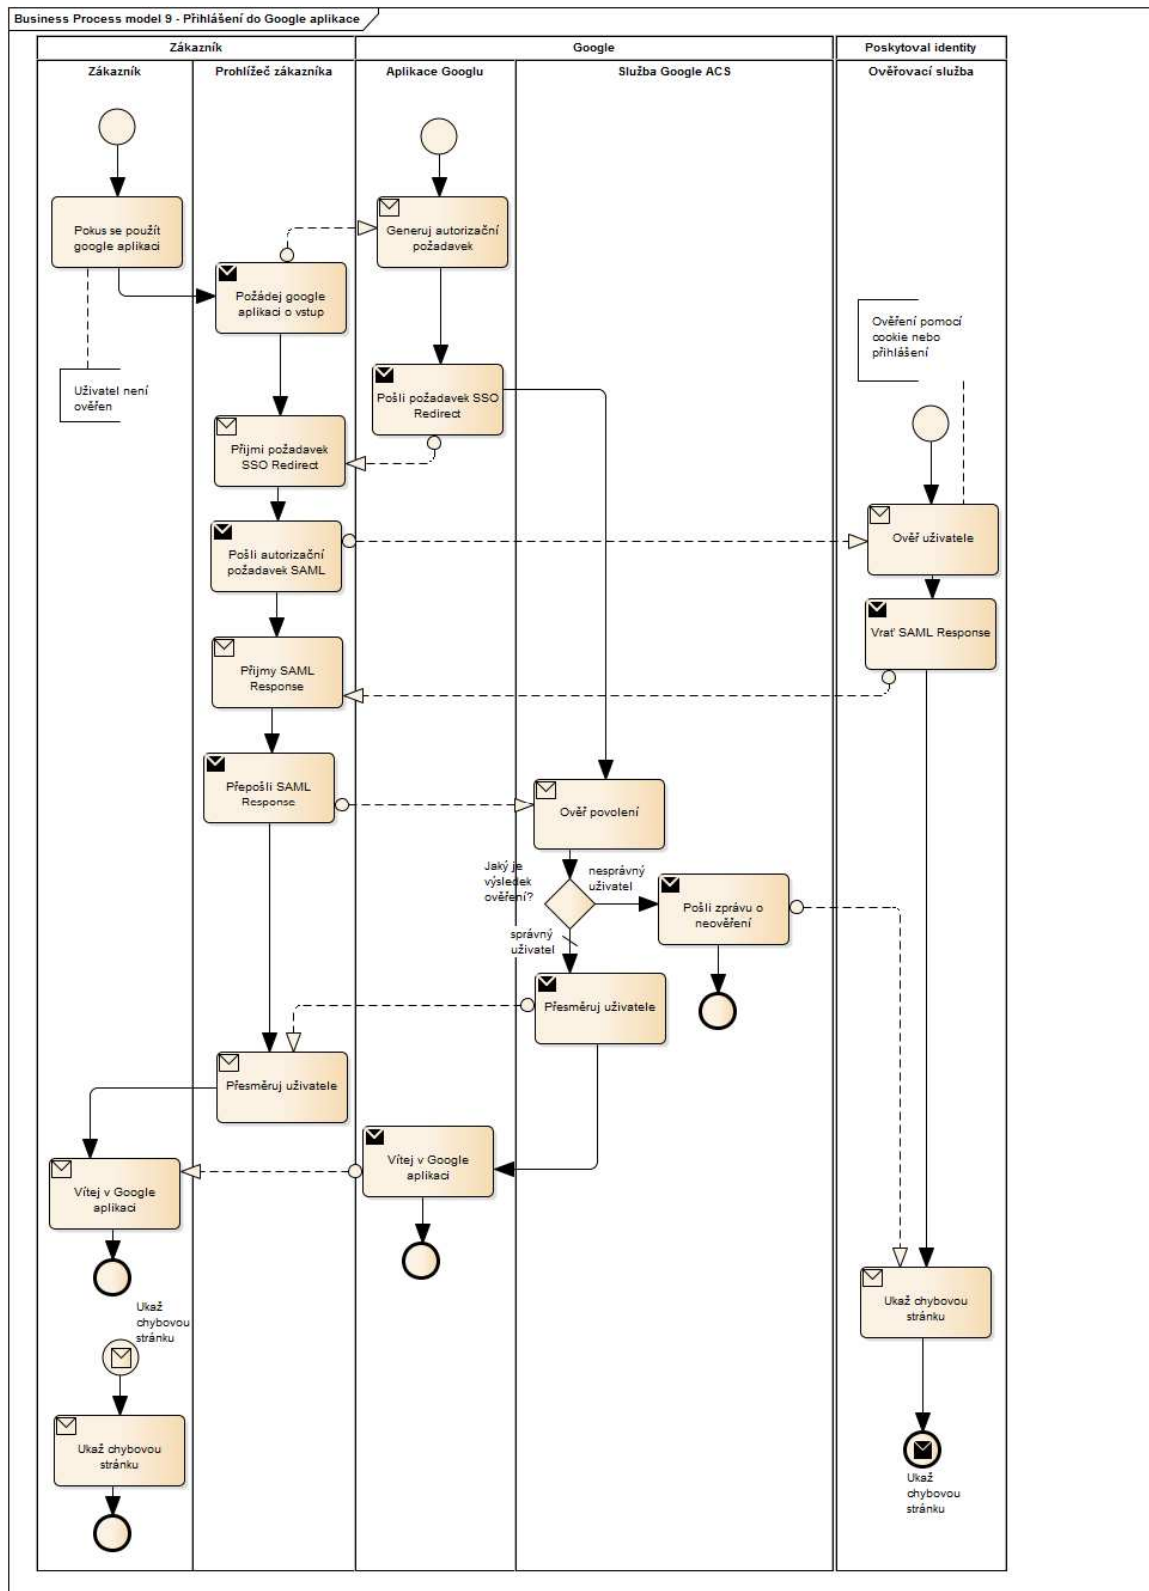 Business Process model 9 - Přihlášení do Google aplikace
Zákazník
Google
Poskytoval identity
Zákazník
Prohlížeč zákazníka
Aplikace Googlu
Služba Google ACS
Ověřovací služba
Pokus se použít
google aplikaci
Generuj autorizační
požadavek
Požádej google
aplikaci o vstup
Ověření pomocí
cookie nebo
přihlášení
Uživatel není
ověřen
Pošli požadavek SSO
Redirect
Přijmi požadavek
SSO Redirect
Ověř uživatele
Pošli autorizační
požadavek SAML
Vrať SAML Response
Přijmy SAML
Response
Přepošli SAML
Response
Ověř povolení
Jaký je
výsledek
ověření?
nesprávný
uživatel
Pošli zprávu o
neověření
správný
uživatel
Přesměruj uživatele
Přesměruj uživatele
Vítej v Google
aplikaci
Vítej v Google
aplikaci
Ukaž
chybovou
stránku
Ukaž chybovou
stránku
Ukaž chybovou
stránku
Ukaž
chybovou
stránku